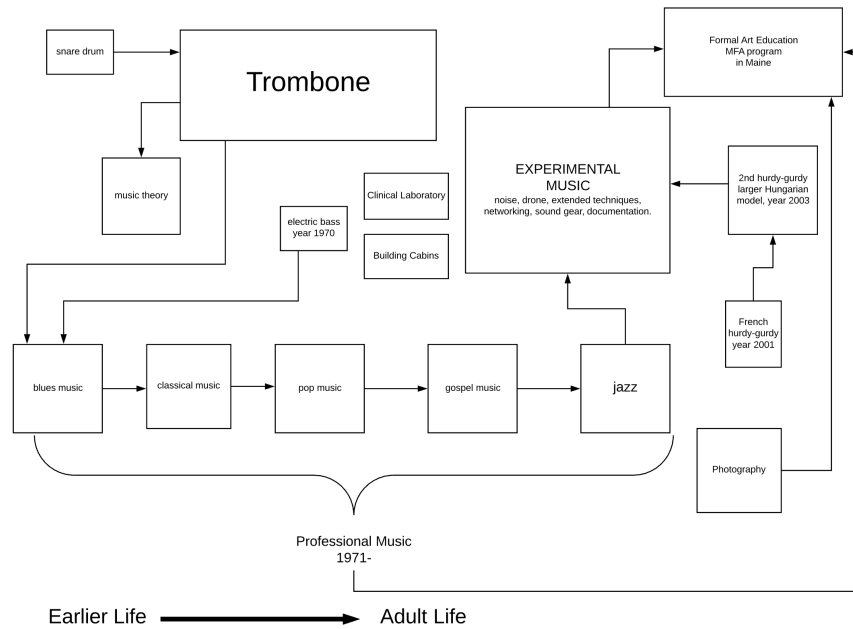 snare drum
Trombone
Formal Art Education
MFA program
in Maine
music theory
Clinical Laboratory
EXPERIMENTAL
MUSIC
noise, drone, extended techniques,
networking, sound gear, documentation.
2nd hurdy-gurdy
larger Hungarian
model, year 2003
electric bass
year 1970
Building Cabins
French
hurdy-gurdy
year 2001
blues music
classical music
pop music
gospel music
jazz
Photography
Professional Music
1971-
Earlier Life
Adult Life